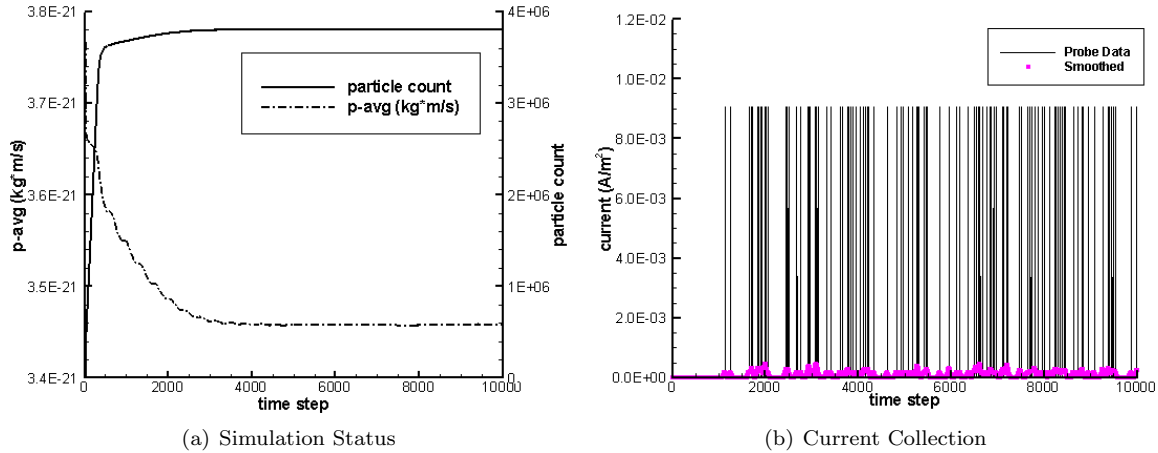 3.8E-21
3.7E-21
3.6E-21
3.5E-21
3.4E-21
p-avg (kg*m/s)
particle count
p-avg (kg*m/s)
4E+06
3E+06
2E+06
1E+06
0
particle count
0 2000 4000 6000 8000 10000
time step
(a) Simulation Status
1.2E-02
1.0E-02
8.0E-03
6.0E-03
4.0E-03
2.0E-03
0.0E+00
current (A/m²)
Probe Data
Smoothed
0 2000 4000 6000 8000 10000
time step
(b) Current Collection